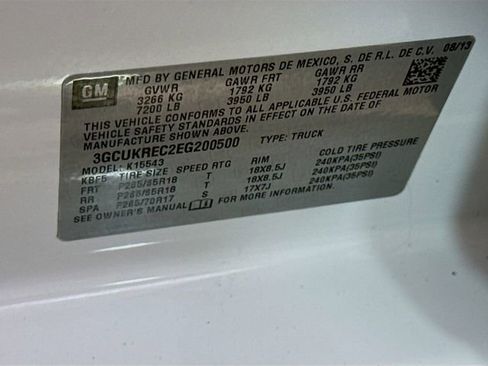 GM
MFD BY GENERAL MOTORS DE MEXICO, S. DE R.L. DE C.V. 08/13
GVWR GAWR FRT GAWR RR
3266 KG 1792 KG 1792 KG
7200 LB 3950 LB 3950 LB
THIS VEHICLE CONFORMS TO ALL APPLICABLE U.S. FEDERAL MOTOR
VEHICLE SAFETY STANDARDS IN EFFECT ON THE DATE OF
MANUFACTURE SHOWN ABOVE.
3GCUKREC2EG200500 TYPE: TRUCK
MODEL: K15543
TIRE SIZE SPEED RTG RIM COLD TIRE PRESSURE
FRT P265/65R18 T 18X8.5J 240KPA(35PSI)
RR P265/65R18 T 18X8.5J 240KPA(35PSI)
SPA P265/70R17 T 17X7J 240KPA(35PSI)
SEE OWNER'S MANUAL FOR MORE INFORMATION.